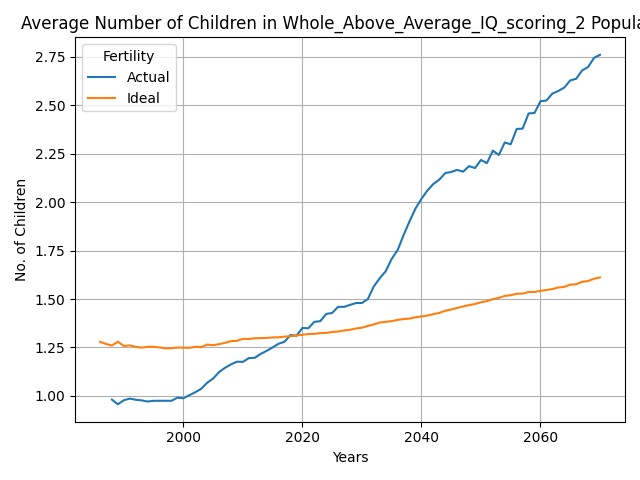 Average Number of Children in Whole_Above_Average_IQ_scoring_2 Popula
Fertility
Actual
Ideal
2.75
2.50
2.25
2.00
1.75
1.50
1.25
1.00
No. of Children
2000
2020
2040
2060
Years